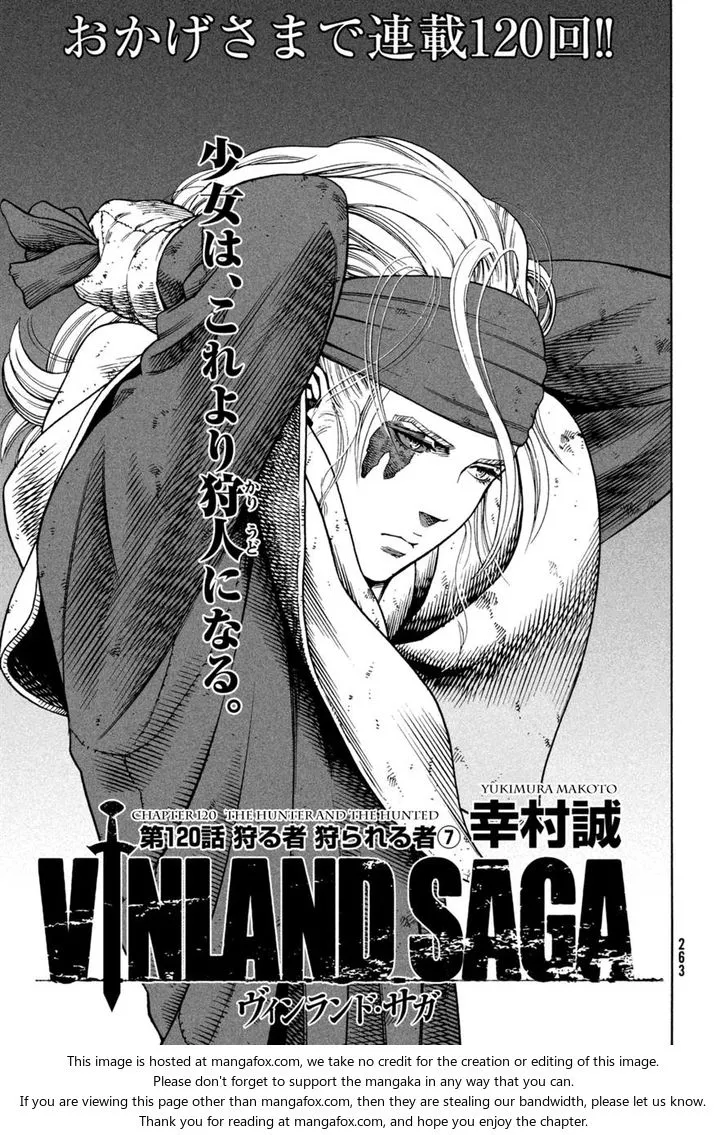 おかげさまで連載120回!!
少女は、これより狩人になる。
かりうど
YUKIMURA MAKOTO
CHAPTER 120 THE HUNTER AND THE HUNTED
第120話 狩る者 狩られる者⑦ 幸村誠
VINLAND SAGA
ヴィンランド・サガ
263
This image is hosted at mangafox.com, we take no credit for the creation or editing of this image.
Please don't forget to support the mangaka in any way that you can.
If you are viewing this page other than mangafox.com, then they are stealing our bandwidth, please let us know.
Thank you for reading at mangafox.com, and hope you enjoy the chapter.